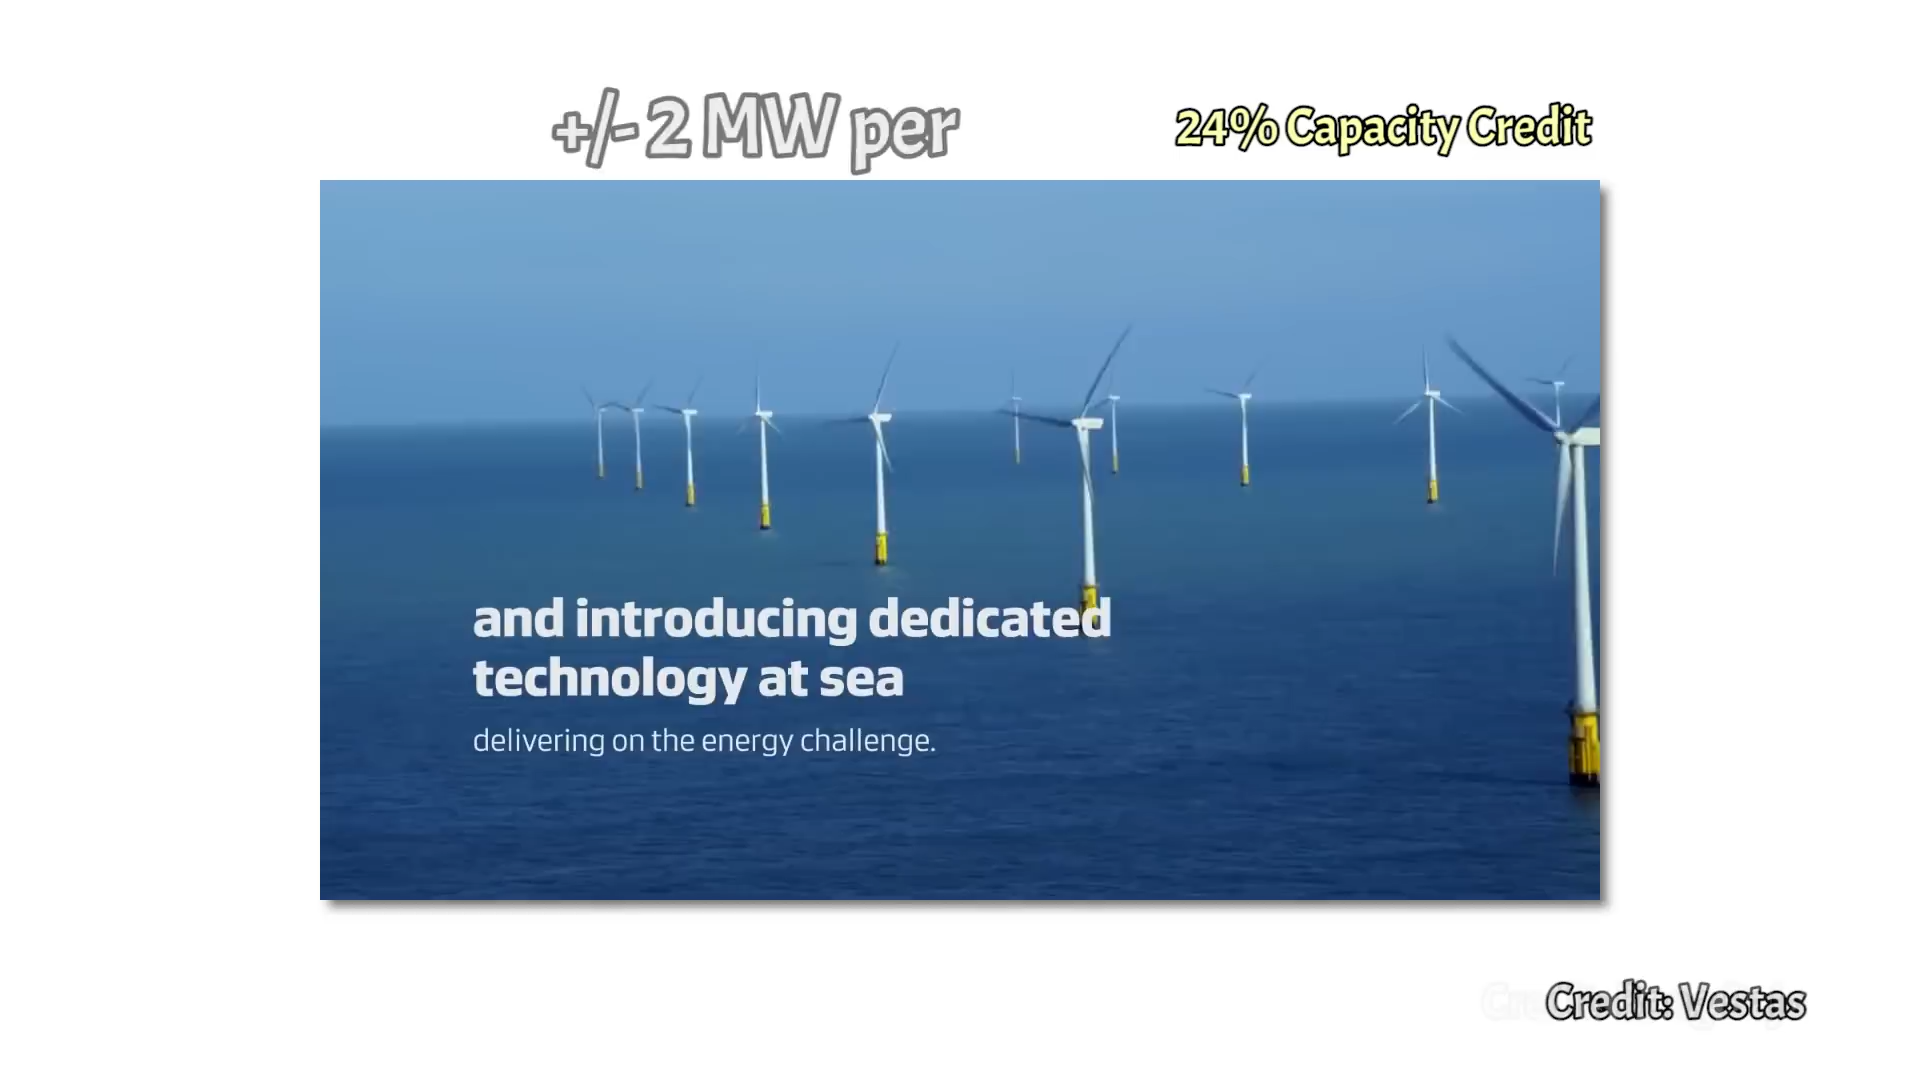 +/- 2 MW per
24% Capacity Credit
and introducing dedicated
technology at sea
delivering on the energy challenge.
Credit: Vestas